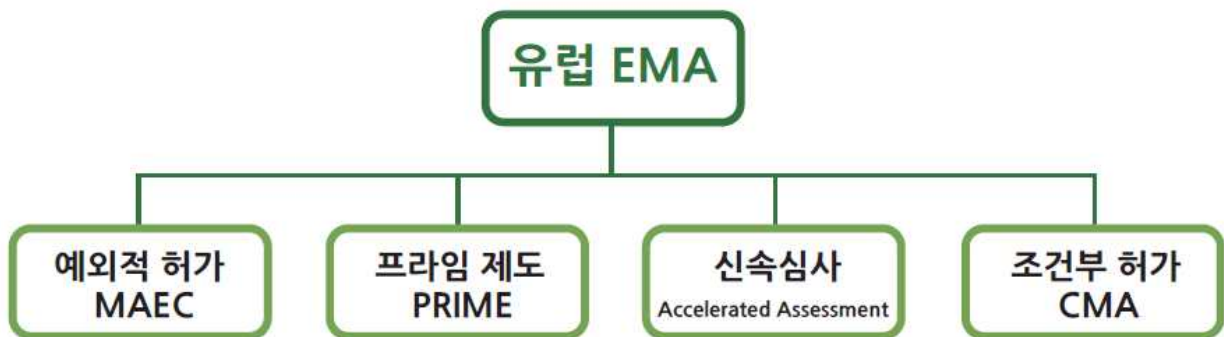 유럽 EMA
예외적 허가
MAEC
프라임 제도
PRIME
신속심사
Accelerated Assessment
조건부 허가
CMA